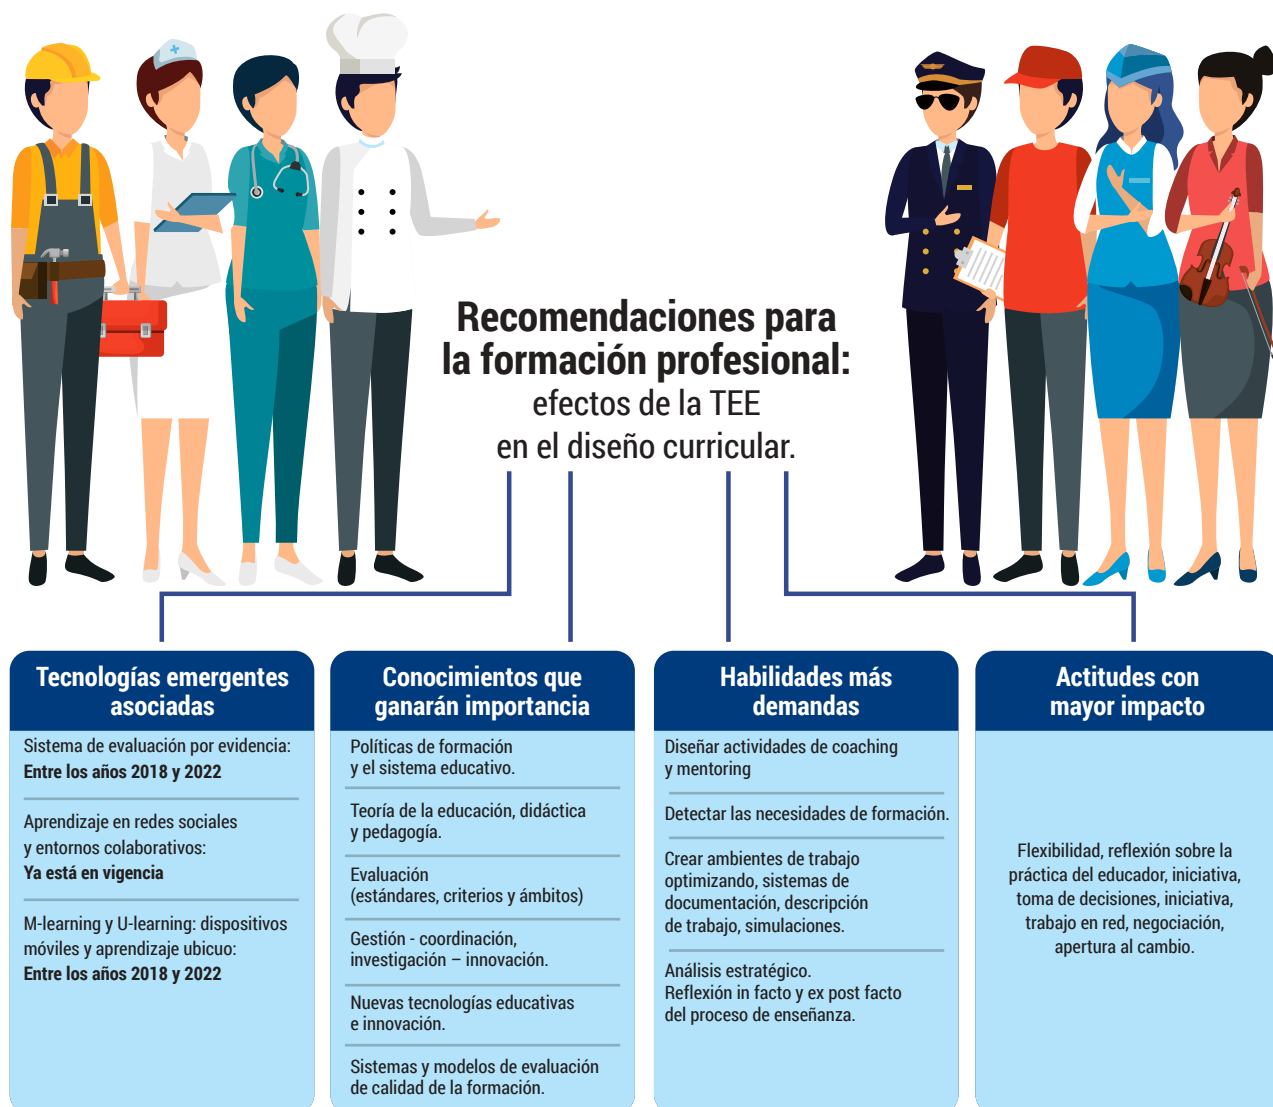 Recomendaciones para
la formación profesional:
efectos de la TEE
en el diseño curricular.
Tecnologías emergentes
asociadas
Sistema de evaluación por evidencia:
Entre los años 2018 y 2022
Aprendizaje en redes sociales
y entornos colaborativos:
Ya está en vigencia
M-learning y U-learning: dispositivos
móviles y aprendizaje ubicuo:
Entre los años 2018 y 2022
Conocimientos que
ganarán importancia
Políticas de formación
y el sistema educativo.
Teoría de la educación, didáctica
y pedagogía.
Evaluación
(estándares, criterios y ámbitos)
Gestión - coordinación,
investigación – innovación.
Nuevas tecnologías educativas
e innovación.
Sistemas y modelos de evaluación
de calidad de la formación.
Habilidades más
demandas
Diseñar actividades de coaching
y mentoring
Detectar las necesidades de formación.
Crear ambientes de trabajo
optimizando, sistemas de
documentación, descripción
de trabajo, simulaciones.
Análisis estratégico.
Reflexión in facto y ex post facto
del proceso de enseñanza.
Actitudes con
mayor impacto
Flexibilidad, reflexión sobre la
práctica del educador, iniciativa,
toma de decisiones, iniciativa,
trabajo en red, negociación,
apertura al cambio.